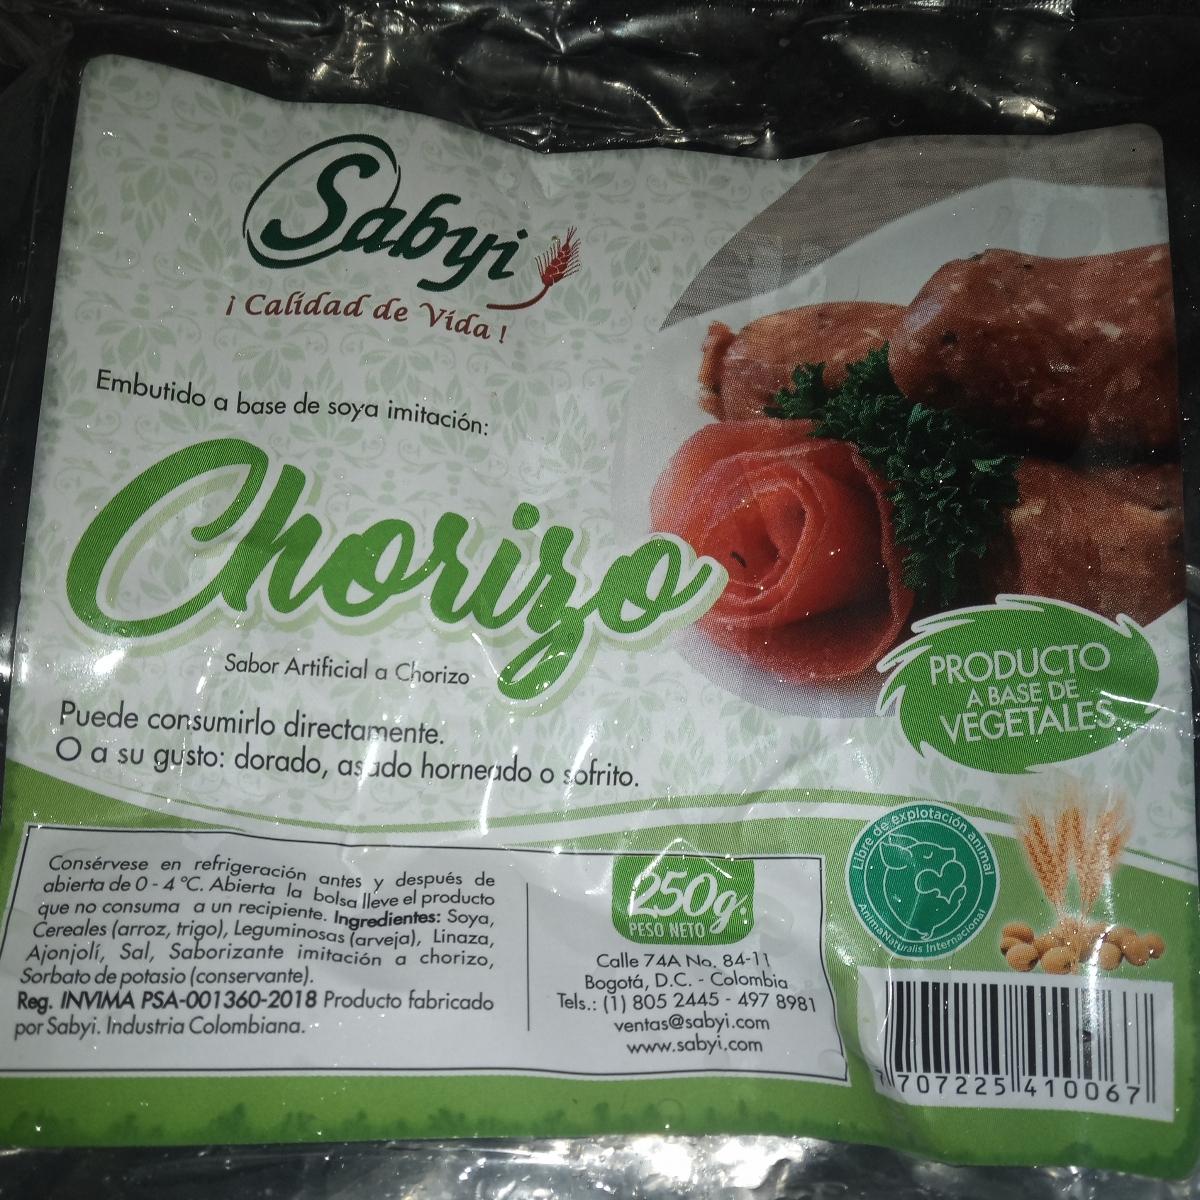 Sabyi
¡ Calidad de Vida !
Embutido a base de soya imitación:
Chorizo
Sabor Artificial a Chorizo
Puede consumirlo directamente.
O a su gusto: dorado, asado horneado o sofrito.
PRODUCTO
A BASE DE
VEGETALES
Consérvese en refrigeración antes y después de
abierta de 0 - 4 °C. Abierta la bolsa lleve el producto
que no consuma a un recipiente. Ingredientes: Soya,
Cereales (arroz, trigo), Leguminosas (arveja), Linaza,
Ajonjolí, Sal, Saborizante imitación a chorizo,
Sorbato de potasio (conservante).
Reg. INVIMA PSA-001360-2018 Producto fabricado
por Sabyi. Industria Colombiana.
250g.
PESO NETO
Calle 74A No. 84-11
Bogotá, D.C. - Colombia
Tels.: (1) 805 2445 - 497 8981
ventas@sabyi.com
www.sabyi.com
Libre de explotación animal
AnimaNaturalis Internacional
7 707225 410067